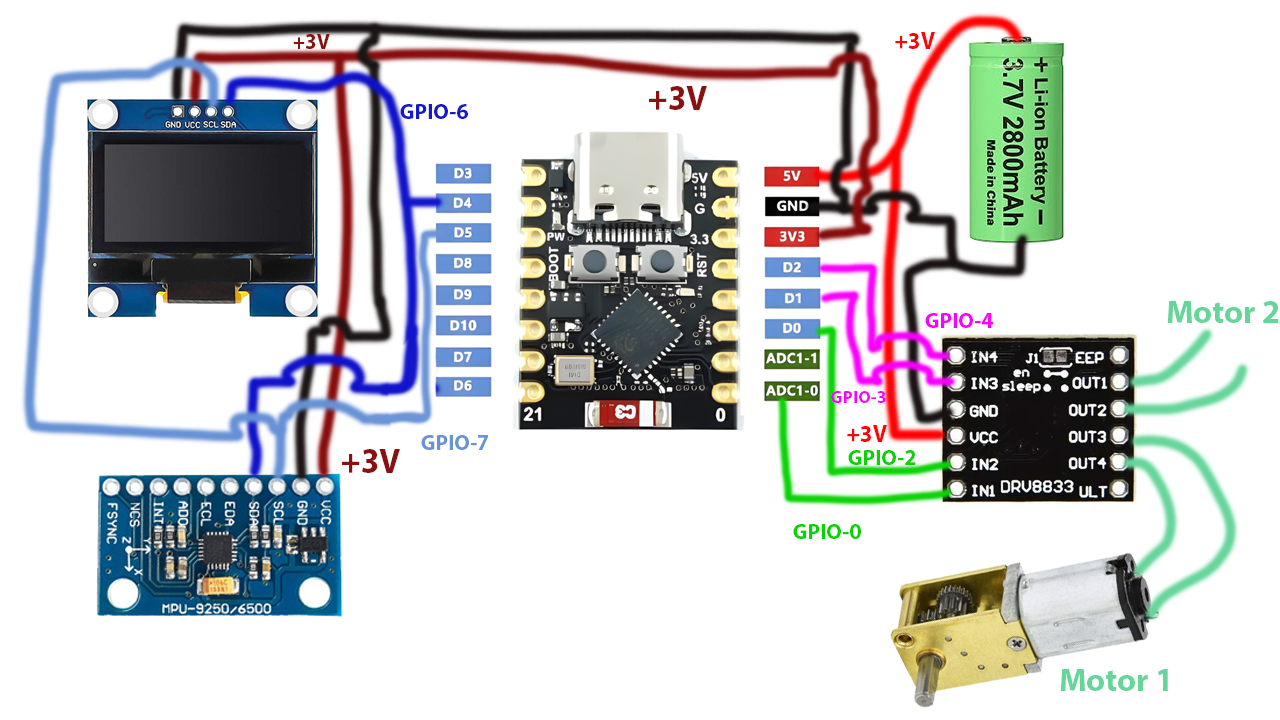 +3V
+3V
+3V
GPIO-6
GND VCC SCL SDA
+ Li-ion Battery −
3.7V 2800mAh
Made in China
D3
D4
D5
D8
D9
D10
D7
D6
5V
G
3.3
RST
PW
BOOT
21
0
C3
5V
GND
3V3
D2
D1
D0
ADC1-1
ADC1-0
GPIO-4
GPIO-3
+3V
GPIO-2
GPIO-0
Motor 2
IN4
IN3
GND
VCC
IN2
IN1
J1
en
sleep
EEP
OUT1
OUT2
OUT3
OUT4
ULT
DRV8833
GPIO-7
+3V
FSYNC
NCS
INT
ADO
ECL
EDA
SDA
SCL
GND
VCC
Z
Y
X
MPU-9250/6500
Motor 1